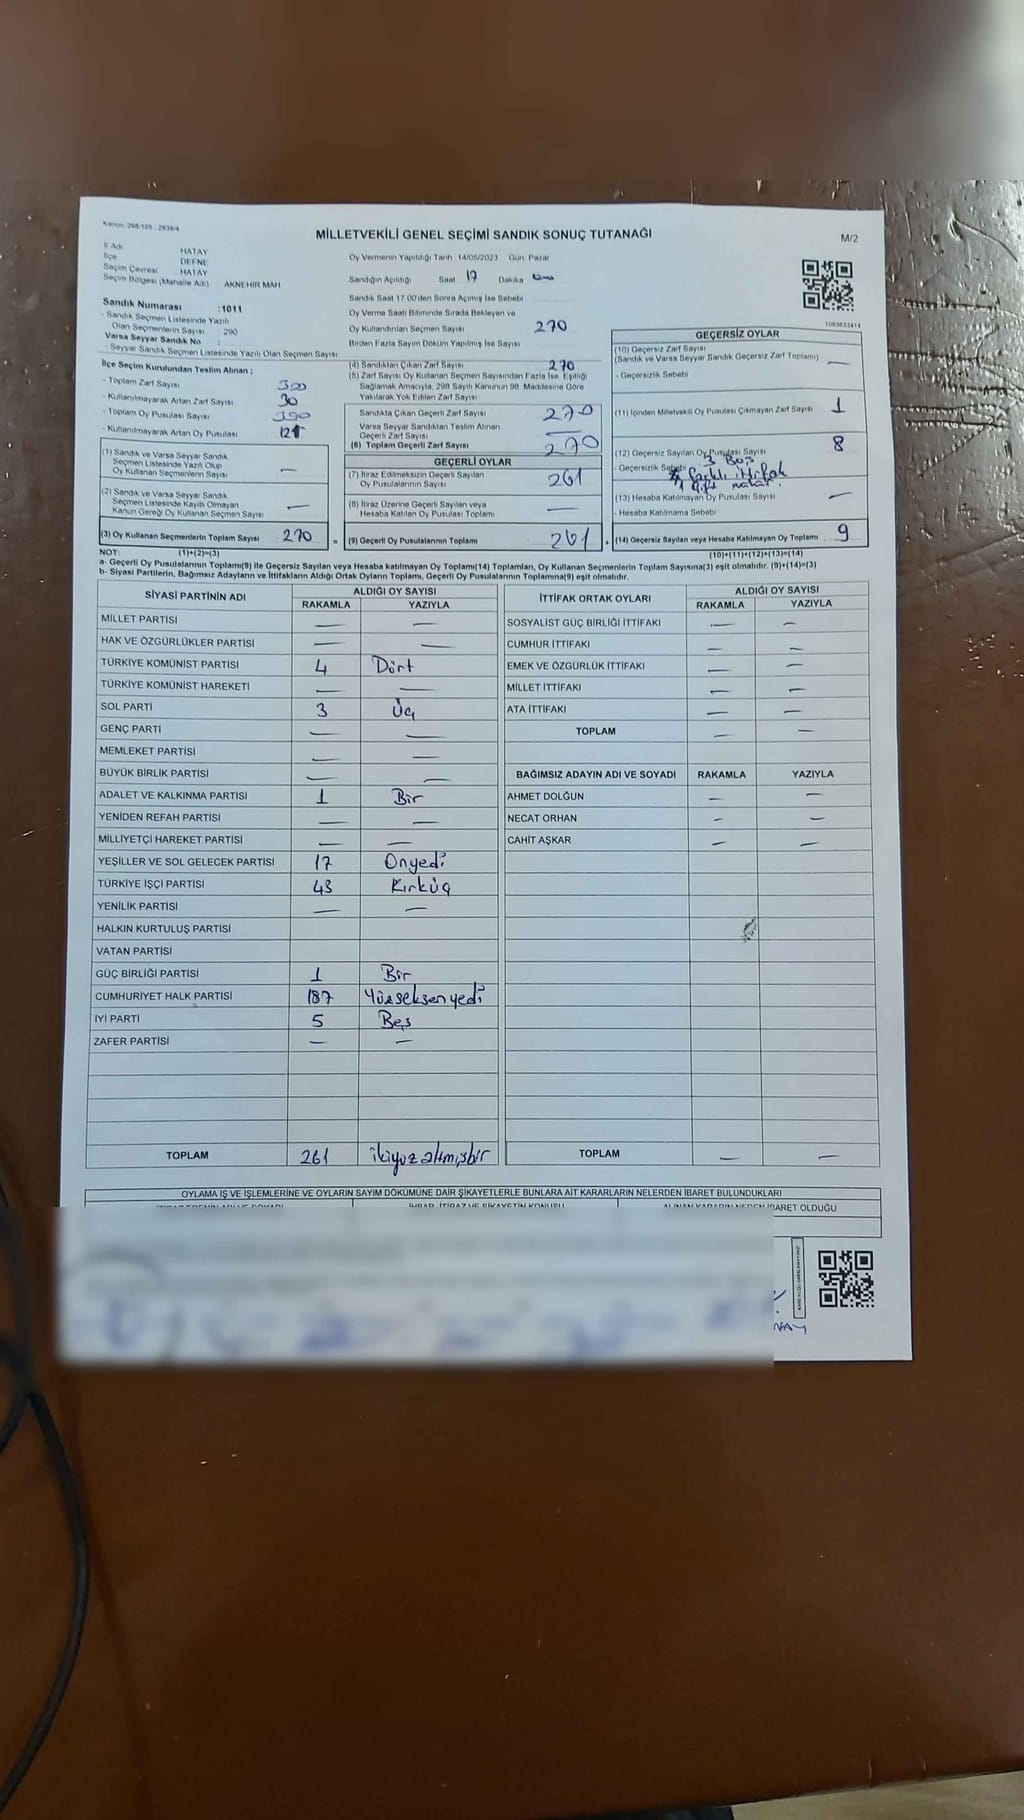 Kanun: 298/105 , 2839/4
MİLLETVEKİLİ GENEL SEÇİMİ SANDIK SONUÇ TUTANAĞI
M/2
İl Adı HATAY
İlçe DEFNE
Seçim Çevresi HATAY
Seçim Bölgesi (Mahalle Adı) AKNEHİR MAH
Sandık Numarası :1011
- Sandık Seçmen Listesinde Yazılı
Olan Seçmenlerin Sayısı : 290
Varsa Seyyar Sandık No :
- Seyyar Sandık Seçmen Listesinde Yazılı Olan Seçmen Sayısı
İlçe Seçim Kurulundan Teslim Alınan ;
- Toplam Zarf Sayısı 300
- Kullanılmayarak Artan Zarf Sayısı 30
- Toplam Oy Pusulası Sayısı
- Kullanılmayarak Artan Oy Pusulası
(1) Sandık ve Varsa Seyyar Sandık
Seçmen Listesinde Yazılı Olup
Oy Kullanan Seçmenlerin Sayısı —
(2) Sandık ve Varsa Seyyar Sandık
Seçmen Listesinde Kayıtlı Olmayan
Kanun Gereği Oy Kullanan Seçmen Sayısı —
(3) Oy Kullanan Seçmenlerin Toplam Sayısı 270
Oy Vermenin Yapıldığı Tarih 14/05/2023 Gün Pazar
Sandığın Açıldığı Saat 17 Dakika
Sandık Saat 17.00'den Sonra Açımış İse Sebebi
Oy Verme Saati Bitiminde Sırada Bekleyen ve
Oy Kullandırılan Seçmen Sayısı 270
Birden Fazla Sayım Döküm Yapılmış İse Sayısı
(4) Sandıktan Çıkan Zarf Sayısı 270
(5) Zarf Sayısı Oy Kullanan Seçmen Sayısından Fazla İse, Eşitliği
Sağlamak Amacıyla, 298 Sayılı Kanunun 98. Maddesine Göre
Yakılarak Yok Edilen Zarf Sayısı
Sandıkta Çıkan Geçerli Zarf Sayısı 270
Varsa Seyyar Sandıktan Teslim Alınan
Geçerli Zarf Sayısı —
(6) Toplam Geçerli Zarf Sayısı 270
GEÇERLİ OYLAR
(7) İtiraz Edilmeksizin Geçerli Sayılan
Oy Pusulalarının Sayısı 261
(8) İtiraz Üzerine Geçerli Sayılan veya
Hesaba Katılan Oy Pusulası Toplamı —
= (9) Geçerli Oy Pusulalarının Toplamı 261
1083833414
GEÇERSİZ OYLAR
(10) Geçersiz Zarf Sayısı
(Sandık ve Varsa Seyyar Sandık Geçersiz Zarf Toplamı) —
- Geçersizlik Sebebi
(11) İçinden Milletvekili Oy Pusulası Çıkmayan Zarf Sayısı 1
(12) Geçersiz Sayılan Oy Pusulası Sayısı 8
3 Boş
- Geçersizlik Sebebi 4 farklı ittifak
1
(13) Hesaba Katılmayan Oy Pusulası Sayısı —
- Hesaba Katılmama Sebebi
+ (14) Geçersiz Sayılan veya Hesaba Katılmayan Oy Toplamı 9
NOT: (1)+(2)=(3) (10)+(11)+(12)+(13)=(14)
a- Geçerli Oy Pusulalarının Toplamı(9) ile Geçersiz Sayılan veya Hesaba katılmayan Oy Toplamı(14) Toplamları, Oy Kullanan Seçmenlerin Toplam Sayısına(3) eşit olmalıdır. (9)+(14)=(3)
b- Siyasi Partilerin, Bağımsız Adayların ve İttifakların Aldığı Ortak Oyların Toplamı, Geçerli Oy Pusulalarının Toplamına(9) eşit olmalıdır.
SİYASİ PARTİNİN ADI ALDIĞI OY SAYISI
RAKAMLA YAZIYLA
MİLLET PARTİSİ — —
HAK VE ÖZGÜRLÜKLER PARTİSİ — —
TÜRKİYE KOMÜNİST PARTİSİ 4 Dört
TÜRKİYE KOMÜNİST HAREKETİ — —
SOL PARTİ 3 Üç
GENÇ PARTİ — —
MEMLEKET PARTİSİ — —
BÜYÜK BİRLİK PARTİSİ — —
ADALET VE KALKINMA PARTİSİ 1 Bir
YENİDEN REFAH PARTİSİ — —
MİLLİYETÇİ HAREKET PARTİSİ — —
YEŞİLLER VE SOL GELECEK PARTİSİ 17 Onyedi
TÜRKİYE İŞÇİ PARTİSİ 43 Kırküç
YENİLİK PARTİSİ — —
HALKIN KURTULUŞ PARTİSİ
VATAN PARTİSİ
GÜÇ BİRLİĞİ PARTİSİ 1 Bir
CUMHURİYET HALK PARTİSİ 187 Yüzseksenyedi
İYİ PARTİ 5 Beş
ZAFER PARTİSİ — —
TOPLAM 261 ikiyüzaltmışbir
İTTİFAK ORTAK OYLARI ALDIĞI OY SAYISI
RAKAMLA YAZIYLA
SOSYALİST GÜÇ BİRLİĞİ İTTİFAKI — —
CUMHUR İTTİFAKI — —
EMEK VE ÖZGÜRLÜK İTTİFAKI — —
MİLLET İTTİFAKI — —
ATA İTTİFAKI — —
TOPLAM — —
BAĞIMSIZ ADAYIN ADI VE SOYADI RAKAMLA YAZIYLA
AHMET DOLĞUN — —
NECAT ORHAN — —
CAHİT AŞKAR — —
TOPLAM — —
OYLAMA İŞ VE İŞLEMLERİNE VE OYLARIN SAYIM DÖKÜMÜNE DAİR ŞİKAYETLERLE BUNLARA AİT KARARLARIN NELERDEN İBARET BULUNDUKLARI
İHBAR, İTİRAZ VE ŞİKAYETİN KONUSU ALINAN KARARIN NEDEN İBARET OLDUĞU